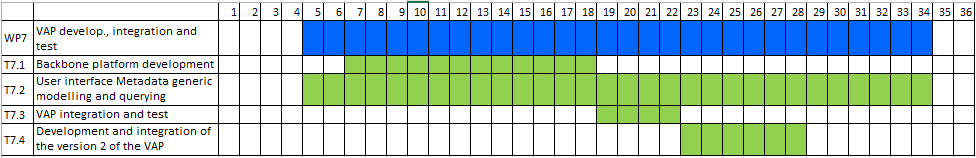 1 2 3 4 5 6 7 8 9 10 11 12 13 14 15 16 17 18 19 20 21 22 23 24 25 26 27 28 29 30 31 32 33 34 35 36
WP7 VAP develop., integration and
test
T7.1 Backbone platform development
T7.2 User interface Metadata generic
modelling and querying
T7.3 VAP integration and test
T7.4 Development and integration of
the version 2 of the VAP